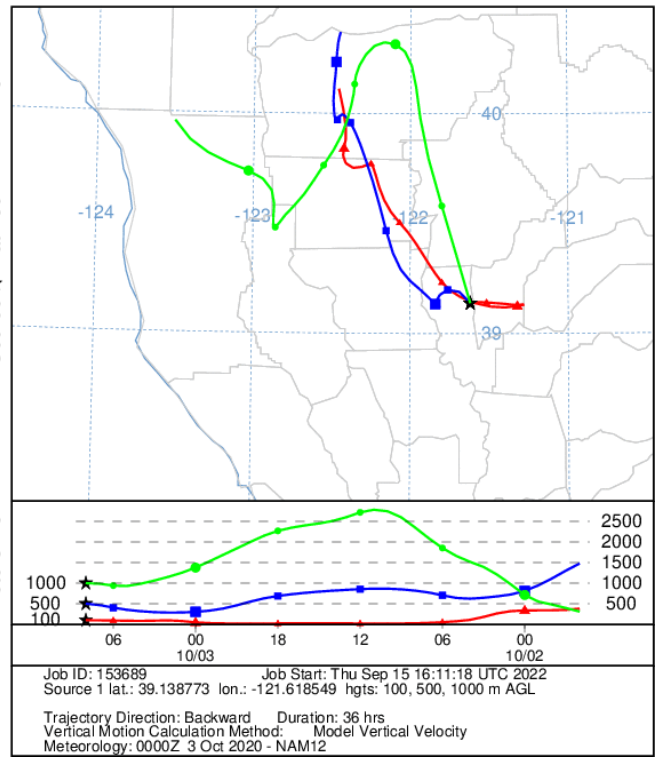 40
-124
-123
-122
-121
39
2500
2000
1500
1000 1000
500 500
100
06 00 18 12 06 00
10/03 10/02
Job ID: 153689 Job Start: Thu Sep 15 16:11:18 UTC 2022
Source 1 lat.: 39.138773 lon.: -121.618549 hgts: 100, 500, 1000 m AGL
Trajectory Direction: Backward Duration: 36 hrs
Vertical Motion Calculation Method: Model Vertical Velocity
Meteorology: 0000Z 3 Oct 2020 - NAM12